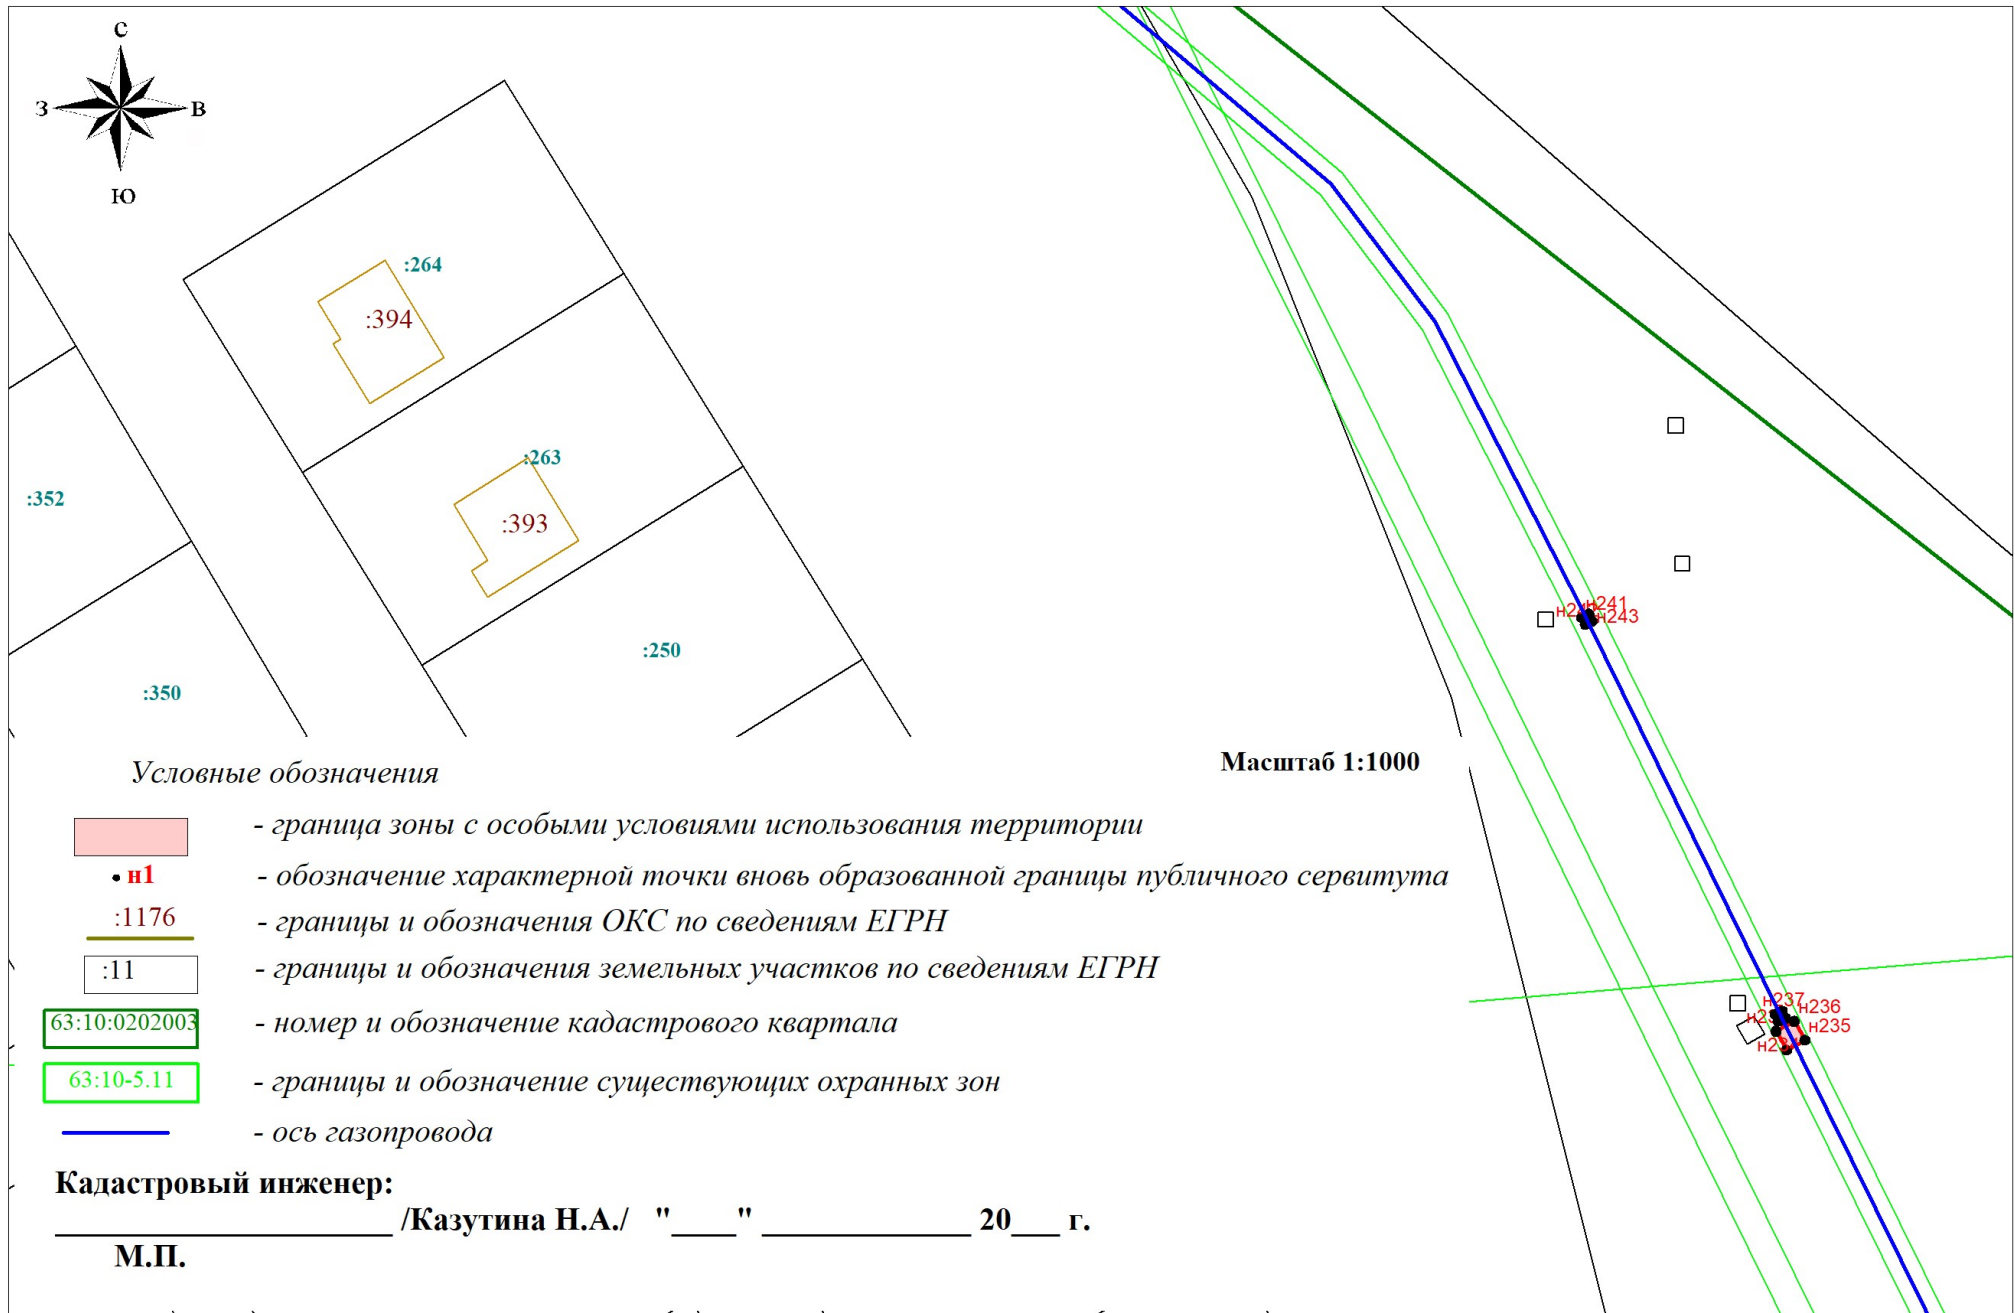 С
З
В
Ю
:264
:394
:263
:393
:352
:250
:350
н241
н243
н237
н236
н235
Условные обозначения
Масштаб 1:1000
- граница зоны с особыми условиями использования территории
н1
- обозначение характерной точки вновь образованной границы публичного сервитута
:1176
- границы и обозначения ОКС по сведениям ЕГРН
:11
- границы и обозначения земельных участков по сведениям ЕГРН
63:10:0202003
- номер и обозначение кадастрового квартала
63:10-5.11
- границы и обозначение существующих охранных зон
- ось газопровода
Кадастровый инженер:
_____________________ /Казутина Н.А./ "____" _____________ 20___ г.
М.П.